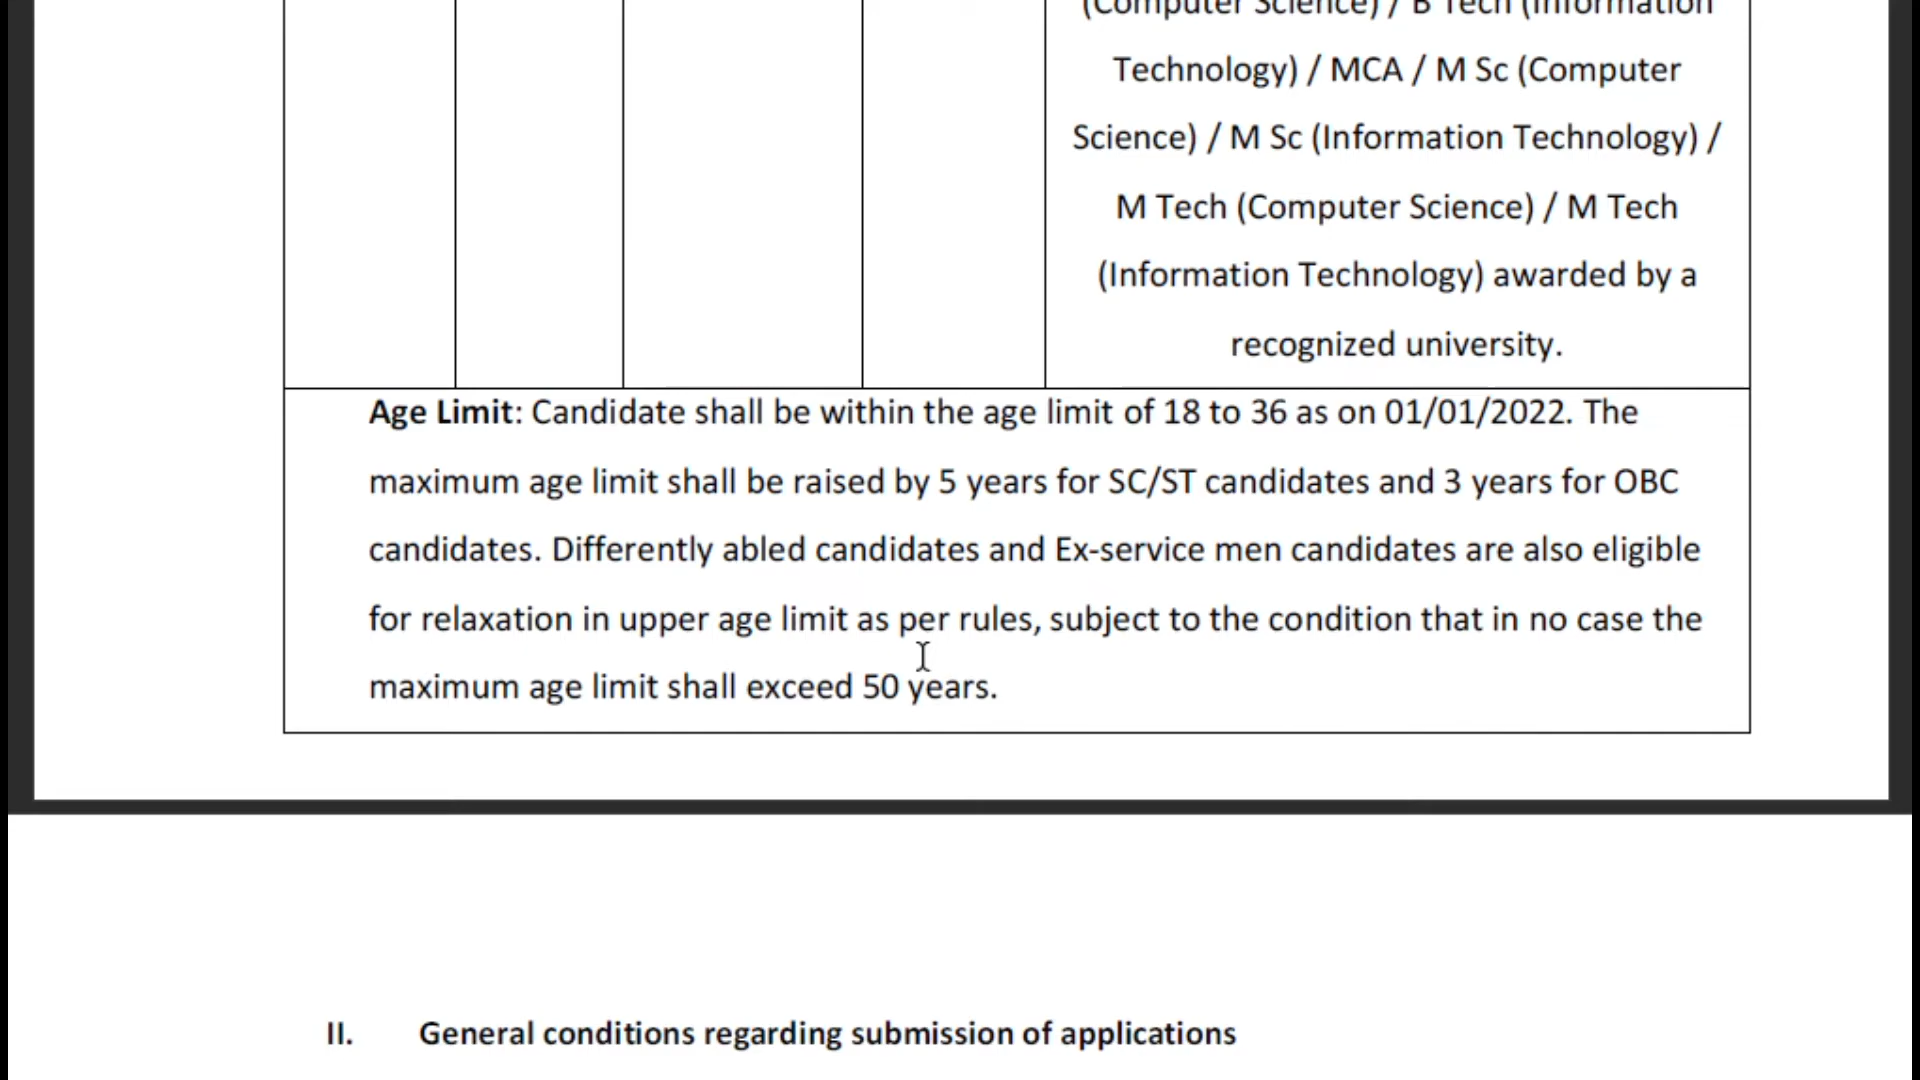 (Computer Science) / B Tech (Information
Technology) / MCA / M Sc (Computer
Science) / M Sc (Information Technology) /
M Tech (Computer Science) / M Tech
(Information Technology) awarded by a
recognized university.
Age Limit: Candidate shall be within the age limit of 18 to 36 as on 01/01/2022. The
maximum age limit shall be raised by 5 years for SC/ST candidates and 3 years for OBC
candidates. Differently abled candidates and Ex-service men candidates are also eligible
for relaxation in upper age limit as per rules, subject to the condition that in no case the
maximum age limit shall exceed 50 years.
II. General conditions regarding submission of applications